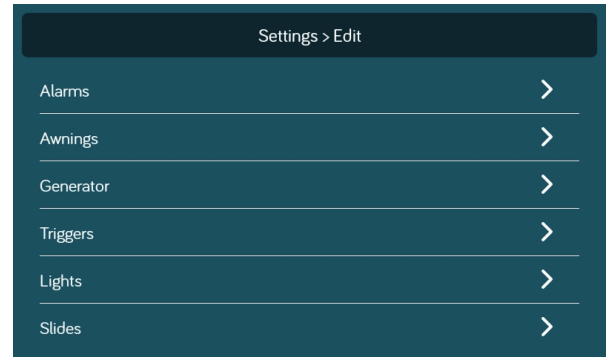 Settings > Edit
Alarms
Awnings
Generator
Triggers
Lights
Slides